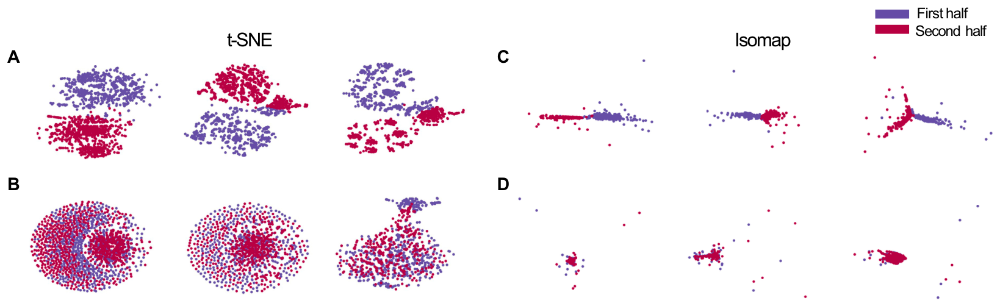 First half
Second half
t-SNE
Isomap
A
C
B
D